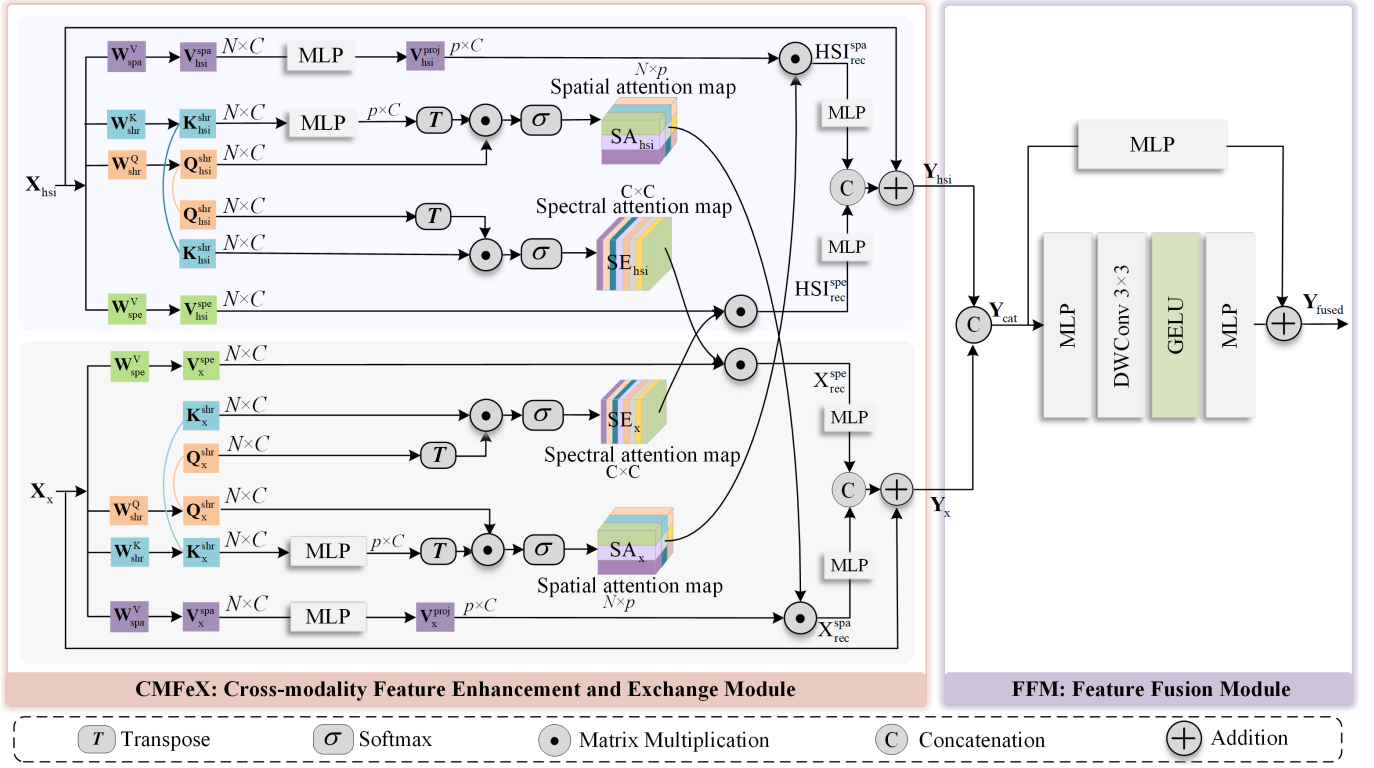 W^V_spa V^spa_hsi N×C MLP V^proj_hsi p×C HSI^spa_rec
N×p
Spatial attention map
W^K_shr K^shr_hsi N×C MLP p×C T σ SA_hsi MLP
W^Q_shr Q^shr_hsi N×C
X_hsi C Y_hsi
C×C
Spectral attention map
Q^shr_hsi N×C T
K^shr_hsi N×C σ SE_hsi MLP
HSI^spe_rec
W^V_spe V^spe_hsi N×C
W^V_spe V^spe_x N×C X^spe_rec
K^shr_x N×C σ SE_x MLP
Q^shr_x N×C T Spectral attention map
C×C
X_x C Y_x
W^Q_shr Q^shr_x N×C
W^K_shr K^shr_x N×C MLP p×C T σ SA_x MLP
Spatial attention map
N×p
W^V_spa V^spa_x N×C MLP V^proj_x p×C X^spa_rec
MLP
C Y_cat MLP DWConv 3×3 GELU MLP Y_fused
CMFeX: Cross-modality Feature Enhancement and Exchange Module
FFM: Feature Fusion Module
T Transpose σ Softmax Matrix Multiplication C Concatenation Addition